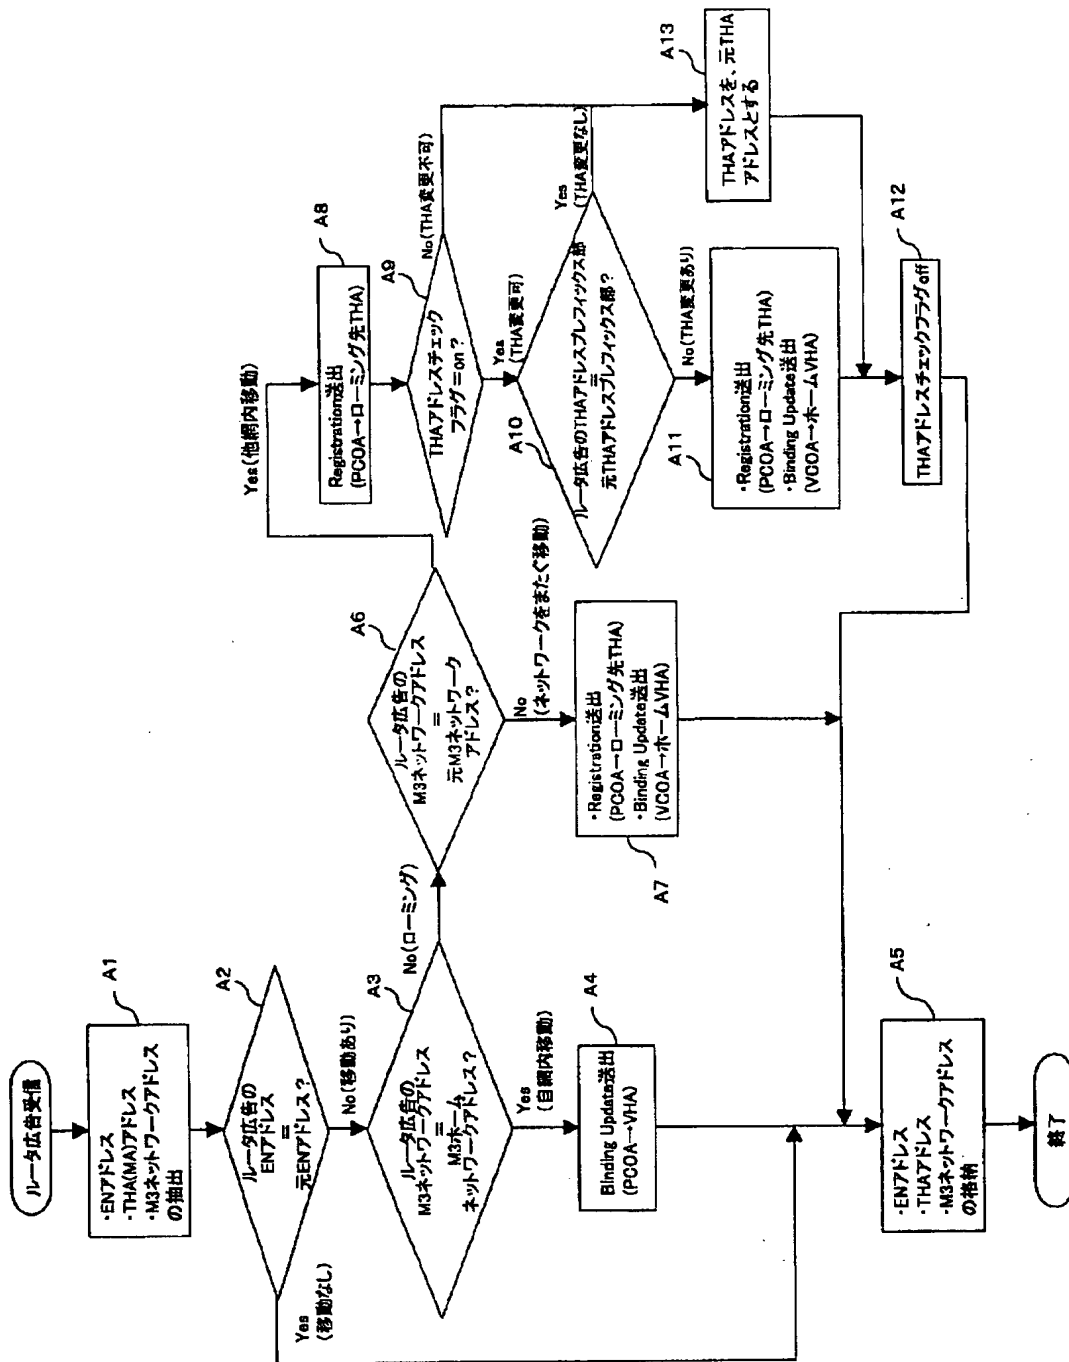 ルータ広告受信
A1
・ENアドレス
・THA(MA)アドレス
・M3ネットワークアドレス
の抽出
A2
ルータ広告の
ENアドレス
=
元ENアドレス?
Yes
(移動なし)
No(移動あり)
A3
ルータ広告の
M3ネットワークアドレス
=
M3ホーム
ネットワークアドレス?
No(ローミング)
Yes
(自網内移動)
A4
Binding Update送出
(PCOA→VHA)
A5
・ENアドレス
・THAアドレス
・M3ネットワークアドレス
の格納
終了
A6
ルータ広告の
M3ネットワークアドレス
=
元M3ネットワーク
アドレス?
Yes(他網内移動)
No
(ネットワークをまたぐ移動)
A7
・Registration送出
(PCOA→ローミング先THA)
・Binding Update送出
(VCOA→ホームVHA)
A8
Registration送出
(PCOA→ローミング先THA)
A9
THAアドレスチェック
フラグ=on?
No(THA変更不可)
Yes
(THA変更可)
A10
ルータ広告のTHAアドレスプレフィックス部
=
元THAアドレスプレフィックス部?
Yes
(THA変更なし)
No(THA変更あり)
A11
・Registration送出
(PCOA→ローミング先THA)
・Binding Update送出
(VCOA→ホームVHA)
A12
THAアドレスチェックフラグoff
A13
THAアドレスを、元THA
アドレスとする